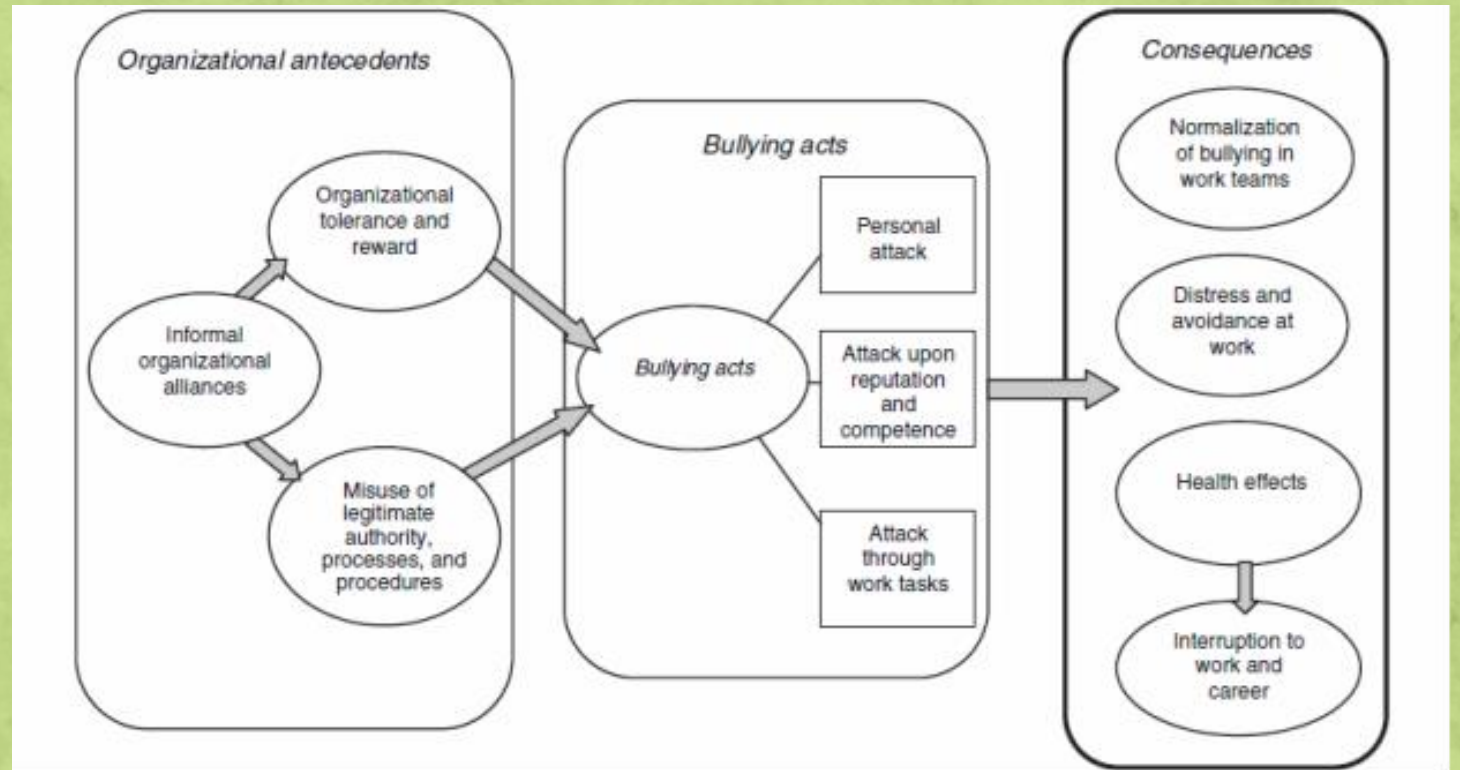 Organizational antecedents
Organizational
tolerance and
reward
Informal
organizational
alliances
Misuse of
legitimate
authority,
processes, and
procedures
Bullying acts
Bullying acts
Personal
attack
Attack upon
reputation
and
competence
Attack
through
work tasks
Consequences
Normalization
of bullying in
work teams
Distress and
avoidance at
work
Health effects
Interruption to
work and
career